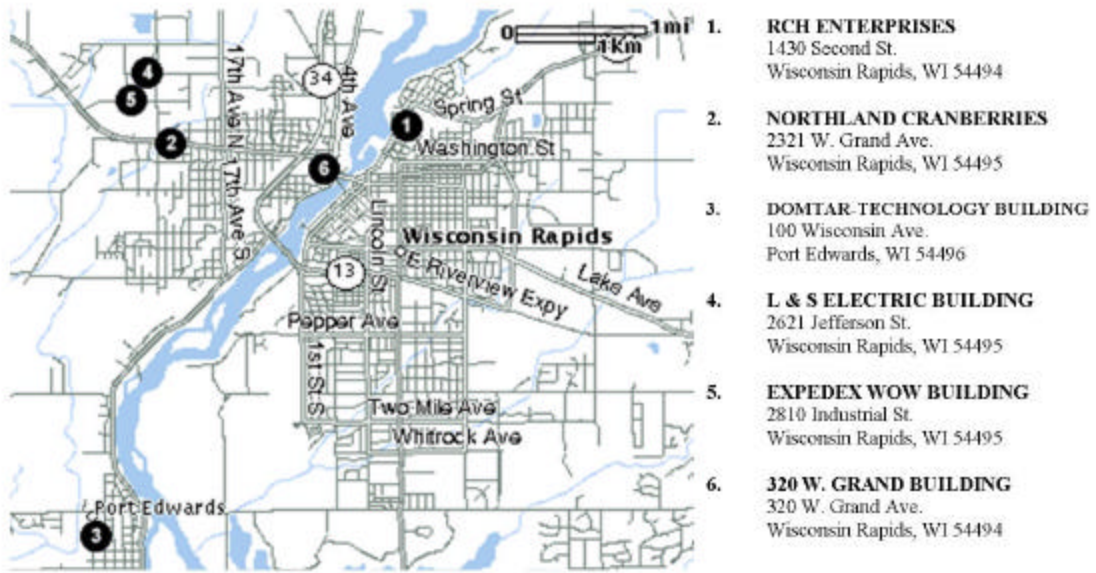 0 1mi
1km
17th Ave N
34
4th Ave
4
5
Spring St
1
2
Washington St
6
17th Ave S
Lincoln St
Wisconsin Rapids
13
E Riverview Expy
Lake Ave
Pepper Ave
1st St S
Two Mile Ave
Whitrock Ave
Port Edwards
3
1. RCH ENTERPRISES
1430 Second St.
Wisconsin Rapids, WI 54494
2. NORTHLAND CRANBERRIES
2321 W. Grand Ave.
Wisconsin Rapids, WI 54495
3. DOMTAR-TECHNOLOGY BUILDING
100 Wisconsin Ave.
Port Edwards, WI 54496
4. L & S ELECTRIC BUILDING
2621 Jefferson St.
Wisconsin Rapids, WI 54495
5. EXPEDEX WOW BUILDING
2810 Industrial St.
Wisconsin Rapids, WI 54495
6. 320 W. GRAND BUILDING
320 W. Grand Ave.
Wisconsin Rapids, WI 54494